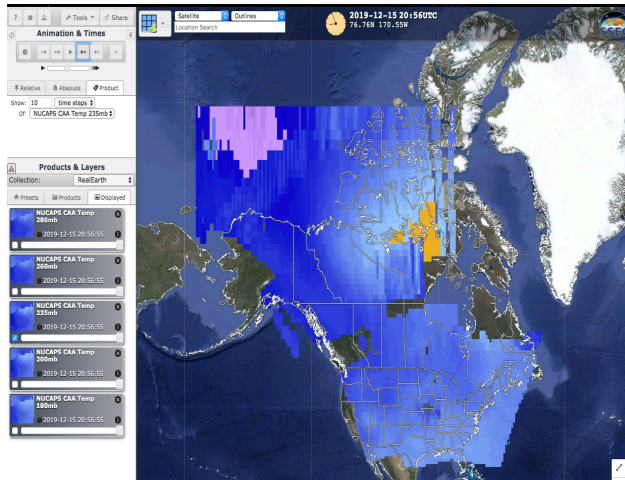 ?
Tools
Share
Animation & Times
Relative
Absolute
Product
Show: 10 time steps
Of: NUCAPS CAA Temp 235mb
Products & Layers
Collection: RealEarth
Presets
Products
Displayed
NUCAPS CAA Temp
286mb
2019-12-15 20:56:55
NUCAPS CAA Temp
260mb
2019-12-15 20:56:55
NUCAPS CAA Temp
235mb
2019-12-15 20:56:55
NUCAPS CAA Temp
200mb
2019-12-15 20:56:55
NUCAPS CAA Temp
180mb
2019-12-15 20:56:55
Satellite
Outlines
Location Search
2019-12-15 20:56UTC
76.76N 170.55W
SSEC